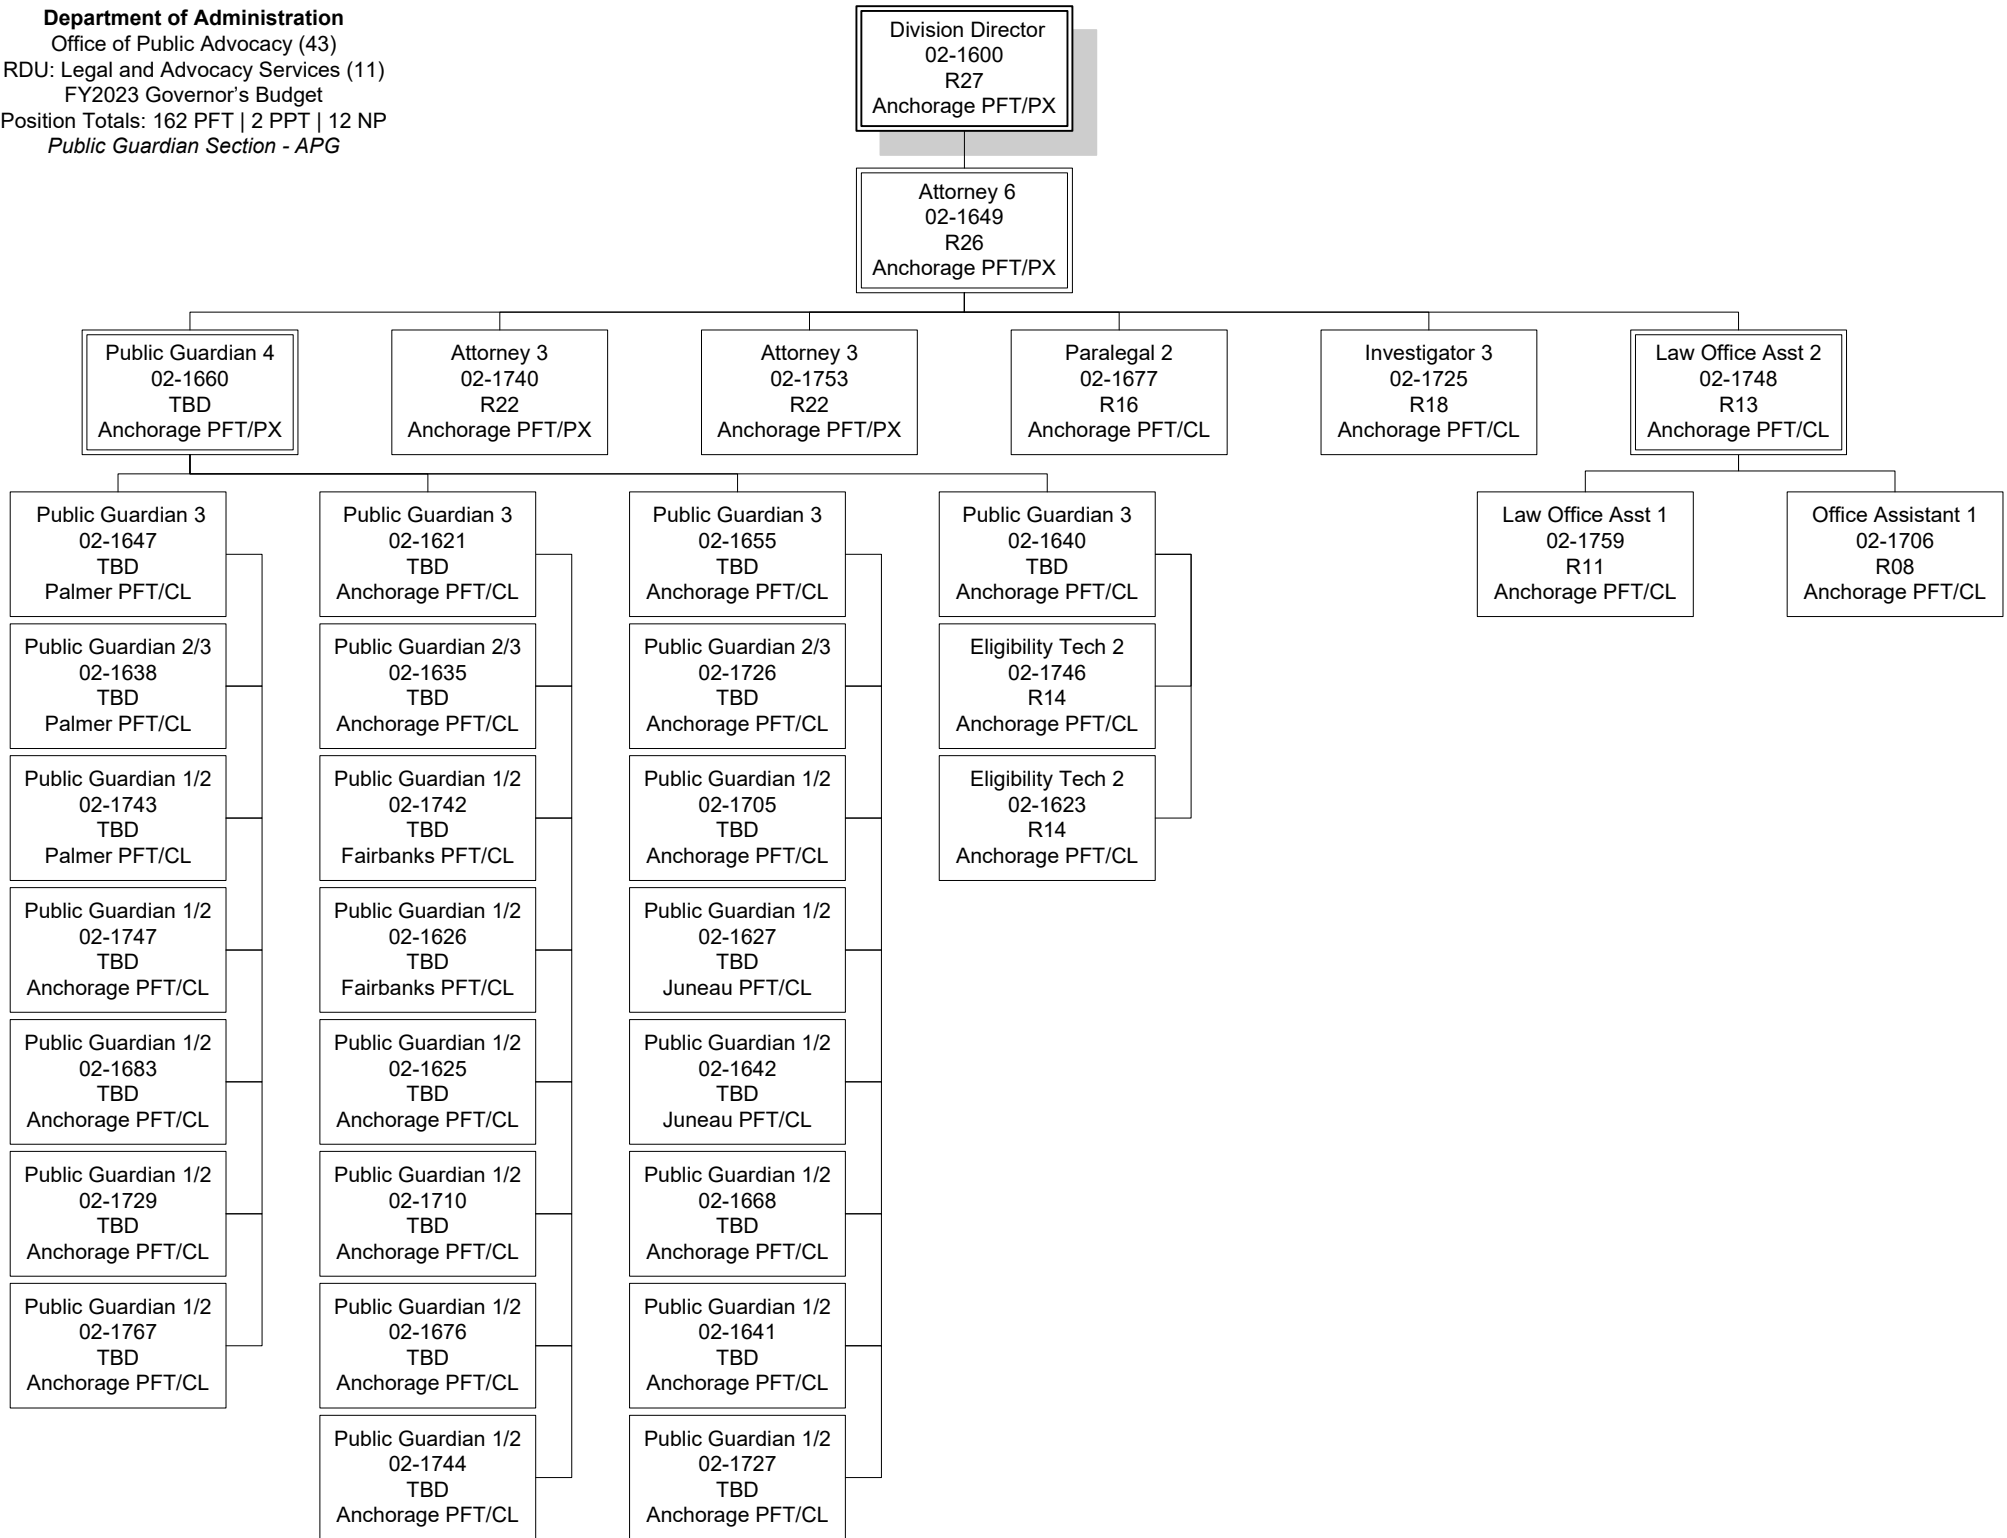 Department of Administration
Office of Public Advocacy (43)
RDU: Legal and Advocacy Services (11)
FY2023 Governor’s Budget
Position Totals: 162 PFT | 2 PPT | 12 NP
Public Guardian Section - APG
Division Director
02-1600
R27
Anchorage PFT/PX
Attorney 6
02-1649
R26
Anchorage PFT/PX
Public Guardian 4
02-1660
TBD
Anchorage PFT/PX
Attorney 3
02-1740
R22
Anchorage PFT/PX
Attorney 3
02-1753
R22
Anchorage PFT/PX
Paralegal 2
02-1677
R16
Anchorage PFT/CL
Investigator 3
02-1725
R18
Anchorage PFT/CL
Law Office Asst 2
02-1748
R13
Anchorage PFT/CL
Public Guardian 3
02-1647
TBD
Palmer PFT/CL
Public Guardian 2/3
02-1638
TBD
Palmer PFT/CL
Public Guardian 1/2
02-1743
TBD
Palmer PFT/CL
Public Guardian 1/2
02-1747
TBD
Anchorage PFT/CL
Public Guardian 1/2
02-1683
TBD
Anchorage PFT/CL
Public Guardian 1/2
02-1729
TBD
Anchorage PFT/CL
Public Guardian 1/2
02-1767
TBD
Anchorage PFT/CL
Public Guardian 3
02-1621
TBD
Anchorage PFT/CL
Public Guardian 2/3
02-1635
TBD
Anchorage PFT/CL
Public Guardian 1/2
02-1742
TBD
Fairbanks PFT/CL
Public Guardian 1/2
02-1626
TBD
Fairbanks PFT/CL
Public Guardian 1/2
02-1625
TBD
Anchorage PFT/CL
Public Guardian 1/2
02-1710
TBD
Anchorage PFT/CL
Public Guardian 1/2
02-1676
TBD
Anchorage PFT/CL
Public Guardian 1/2
02-1744
TBD
Anchorage PFT/CL
Public Guardian 3
02-1655
TBD
Anchorage PFT/CL
Public Guardian 2/3
02-1726
TBD
Anchorage PFT/CL
Public Guardian 1/2
02-1705
TBD
Anchorage PFT/CL
Public Guardian 1/2
02-1627
TBD
Juneau PFT/CL
Public Guardian 1/2
02-1642
TBD
Juneau PFT/CL
Public Guardian 1/2
02-1668
TBD
Anchorage PFT/CL
Public Guardian 1/2
02-1641
TBD
Anchorage PFT/CL
Public Guardian 1/2
02-1727
TBD
Anchorage PFT/CL
Public Guardian 3
02-1640
TBD
Anchorage PFT/CL
Eligibility Tech 2
02-1746
R14
Anchorage PFT/CL
Eligibility Tech 2
02-1623
R14
Anchorage PFT/CL
Law Office Asst 1
02-1759
R11
Anchorage PFT/CL
Office Assistant 1
02-1706
R08
Anchorage PFT/CL